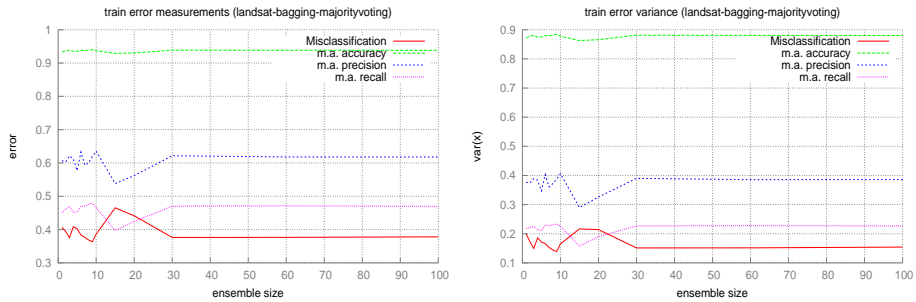 train error measurements (landsat-bagging-majorityvoting)
1
0.9
0.8
0.7
0.6
0.5
0.4
0.3
error
Misclassification
m.a. accuracy
m.a. precision
m.a. recall
0 10 20 30 40 50 60 70 80 90 100
ensemble size
train error variance (landsat-bagging-majorityvoting)
0.9
0.8
0.7
0.6
0.5
0.4
0.3
0.2
0.1
var(x)
Misclassification
m.a. accuracy
m.a. precision
m.a. recall
0 10 20 30 40 50 60 70 80 90 100
ensemble size